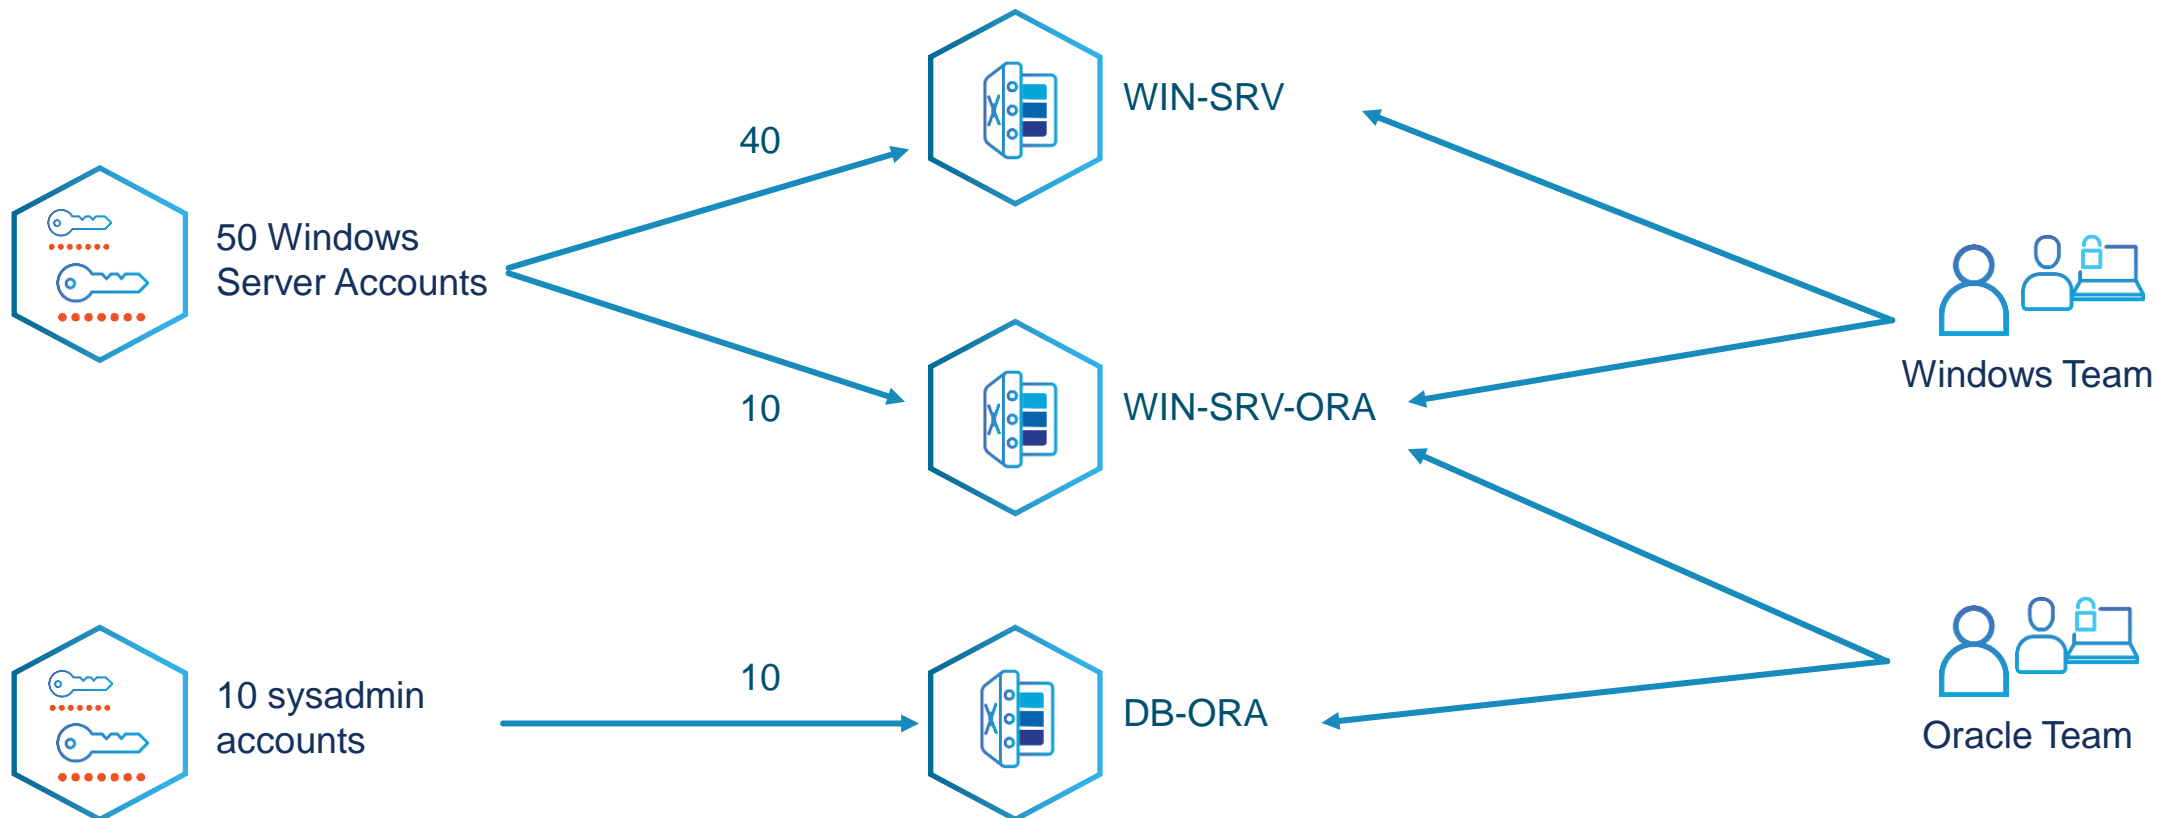 WIN-SRV
40
50 Windows
Server Accounts
10
WIN-SRV-ORA
Windows Team
10 sysadmin
accounts
10
DB-ORA
Oracle Team